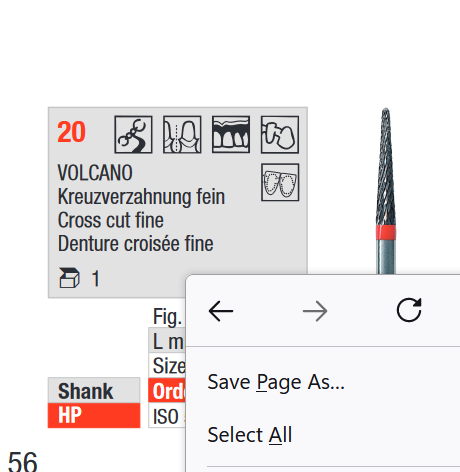 20
VOLCANO
Kreuzverzahnung fein
Cross cut fine
Denture croisée fine
1
Fig.
L m
Size
Shank
HP
ISO
56
Save Page As...
Select All